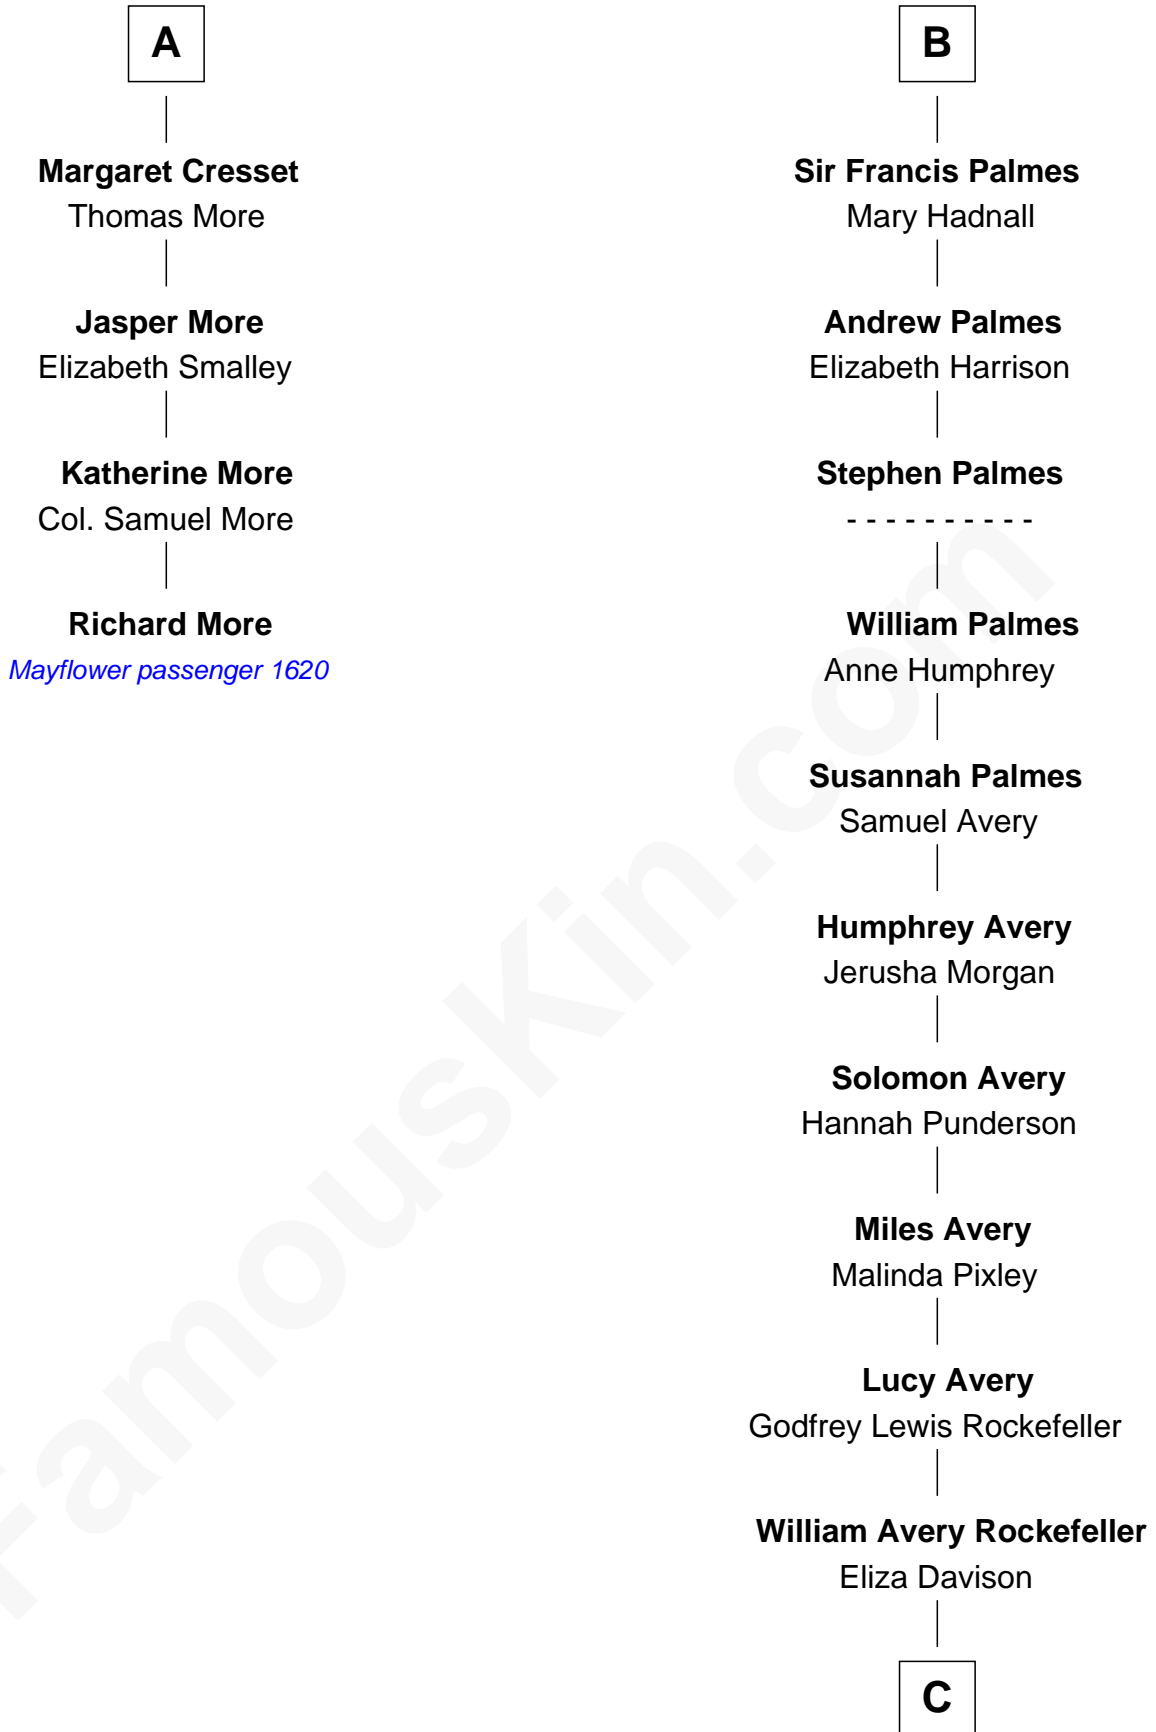 A
Margaret Cresset
Thomas More
Jasper More
Elizabeth Smalley
Katherine More
Col. Samuel More
Richard More
Mayflower passenger 1620
B
Sir Francis Palmes
Mary Hadnall
Andrew Palmes
Elizabeth Harrison
Stephen Palmes
- - - - - - - - - -
William Palmes
Anne Humphrey
Susannah Palmes
Samuel Avery
Humphrey Avery
Jerusha Morgan
Solomon Avery
Hannah Punderson
Miles Avery
Malinda Pixley
Lucy Avery
Godfrey Lewis Rockefeller
William Avery Rockefeller
Eliza Davison
C
FamousKin.com